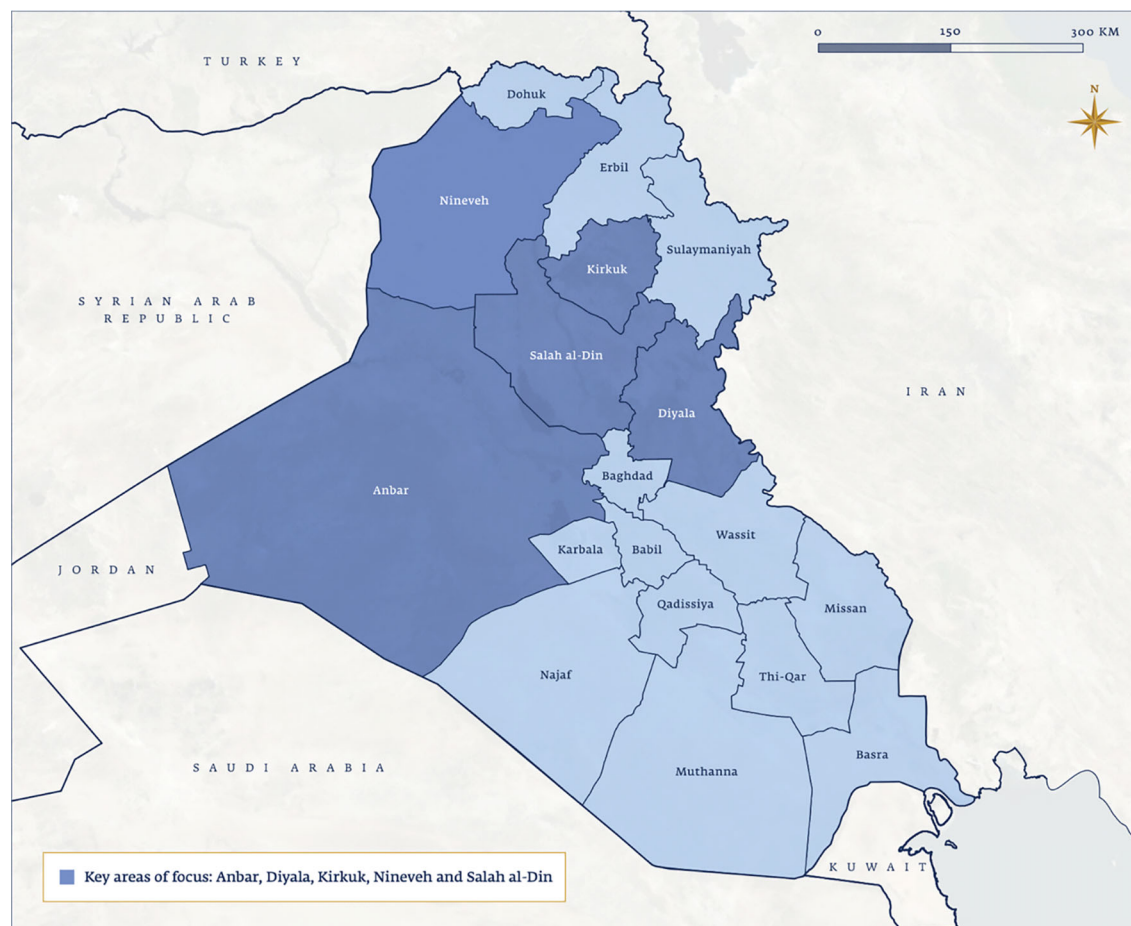 0 150 300 KM
TURKEY
N
Dohuk
Erbil
Nineveh
Sulaymaniyah
Kirkuk
SYRIAN ARAB
REPUBLIC
Salah al-Din
IRAN
Diyala
Baghdad
Anbar
Wassit
Karbala
Babil
JORDAN
Qadissiya
Missan
Najaf
Thi-Qar
Basra
SAUDI ARABIA
Muthanna
KUWAIT
Key areas of focus: Anbar, Diyala, Kirkuk, Nineveh and Salah al-Din